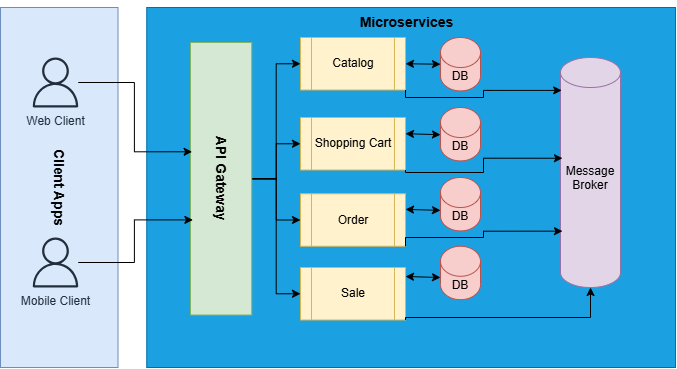 Microservices
Web Client
Client Apps
Mobile Client
API Gateway
Catalog
DB
Shopping Cart
DB
Order
DB
Sale
DB
Message
Broker